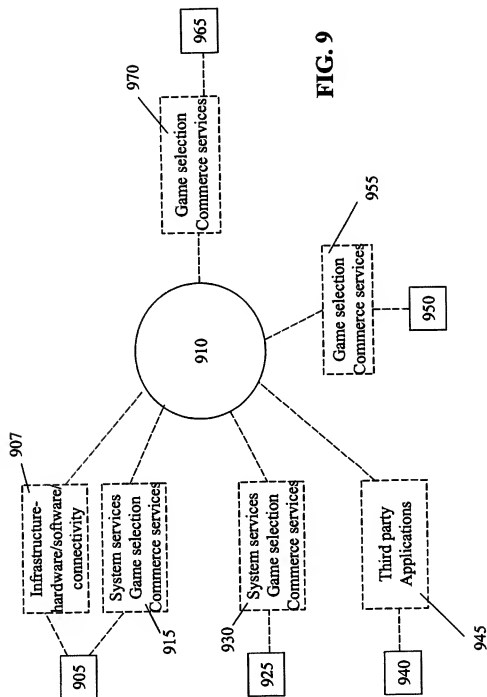 907
Infrastructure-
hardware/software/
connectivity
905
System services
Game selection
Commerce services
915
930
System services
Game selection
Commerce services
925
Third party
Applications
940
945
910
970
Game selection
Commerce services
965
955
Game selection
Commerce services
950
FIG. 9